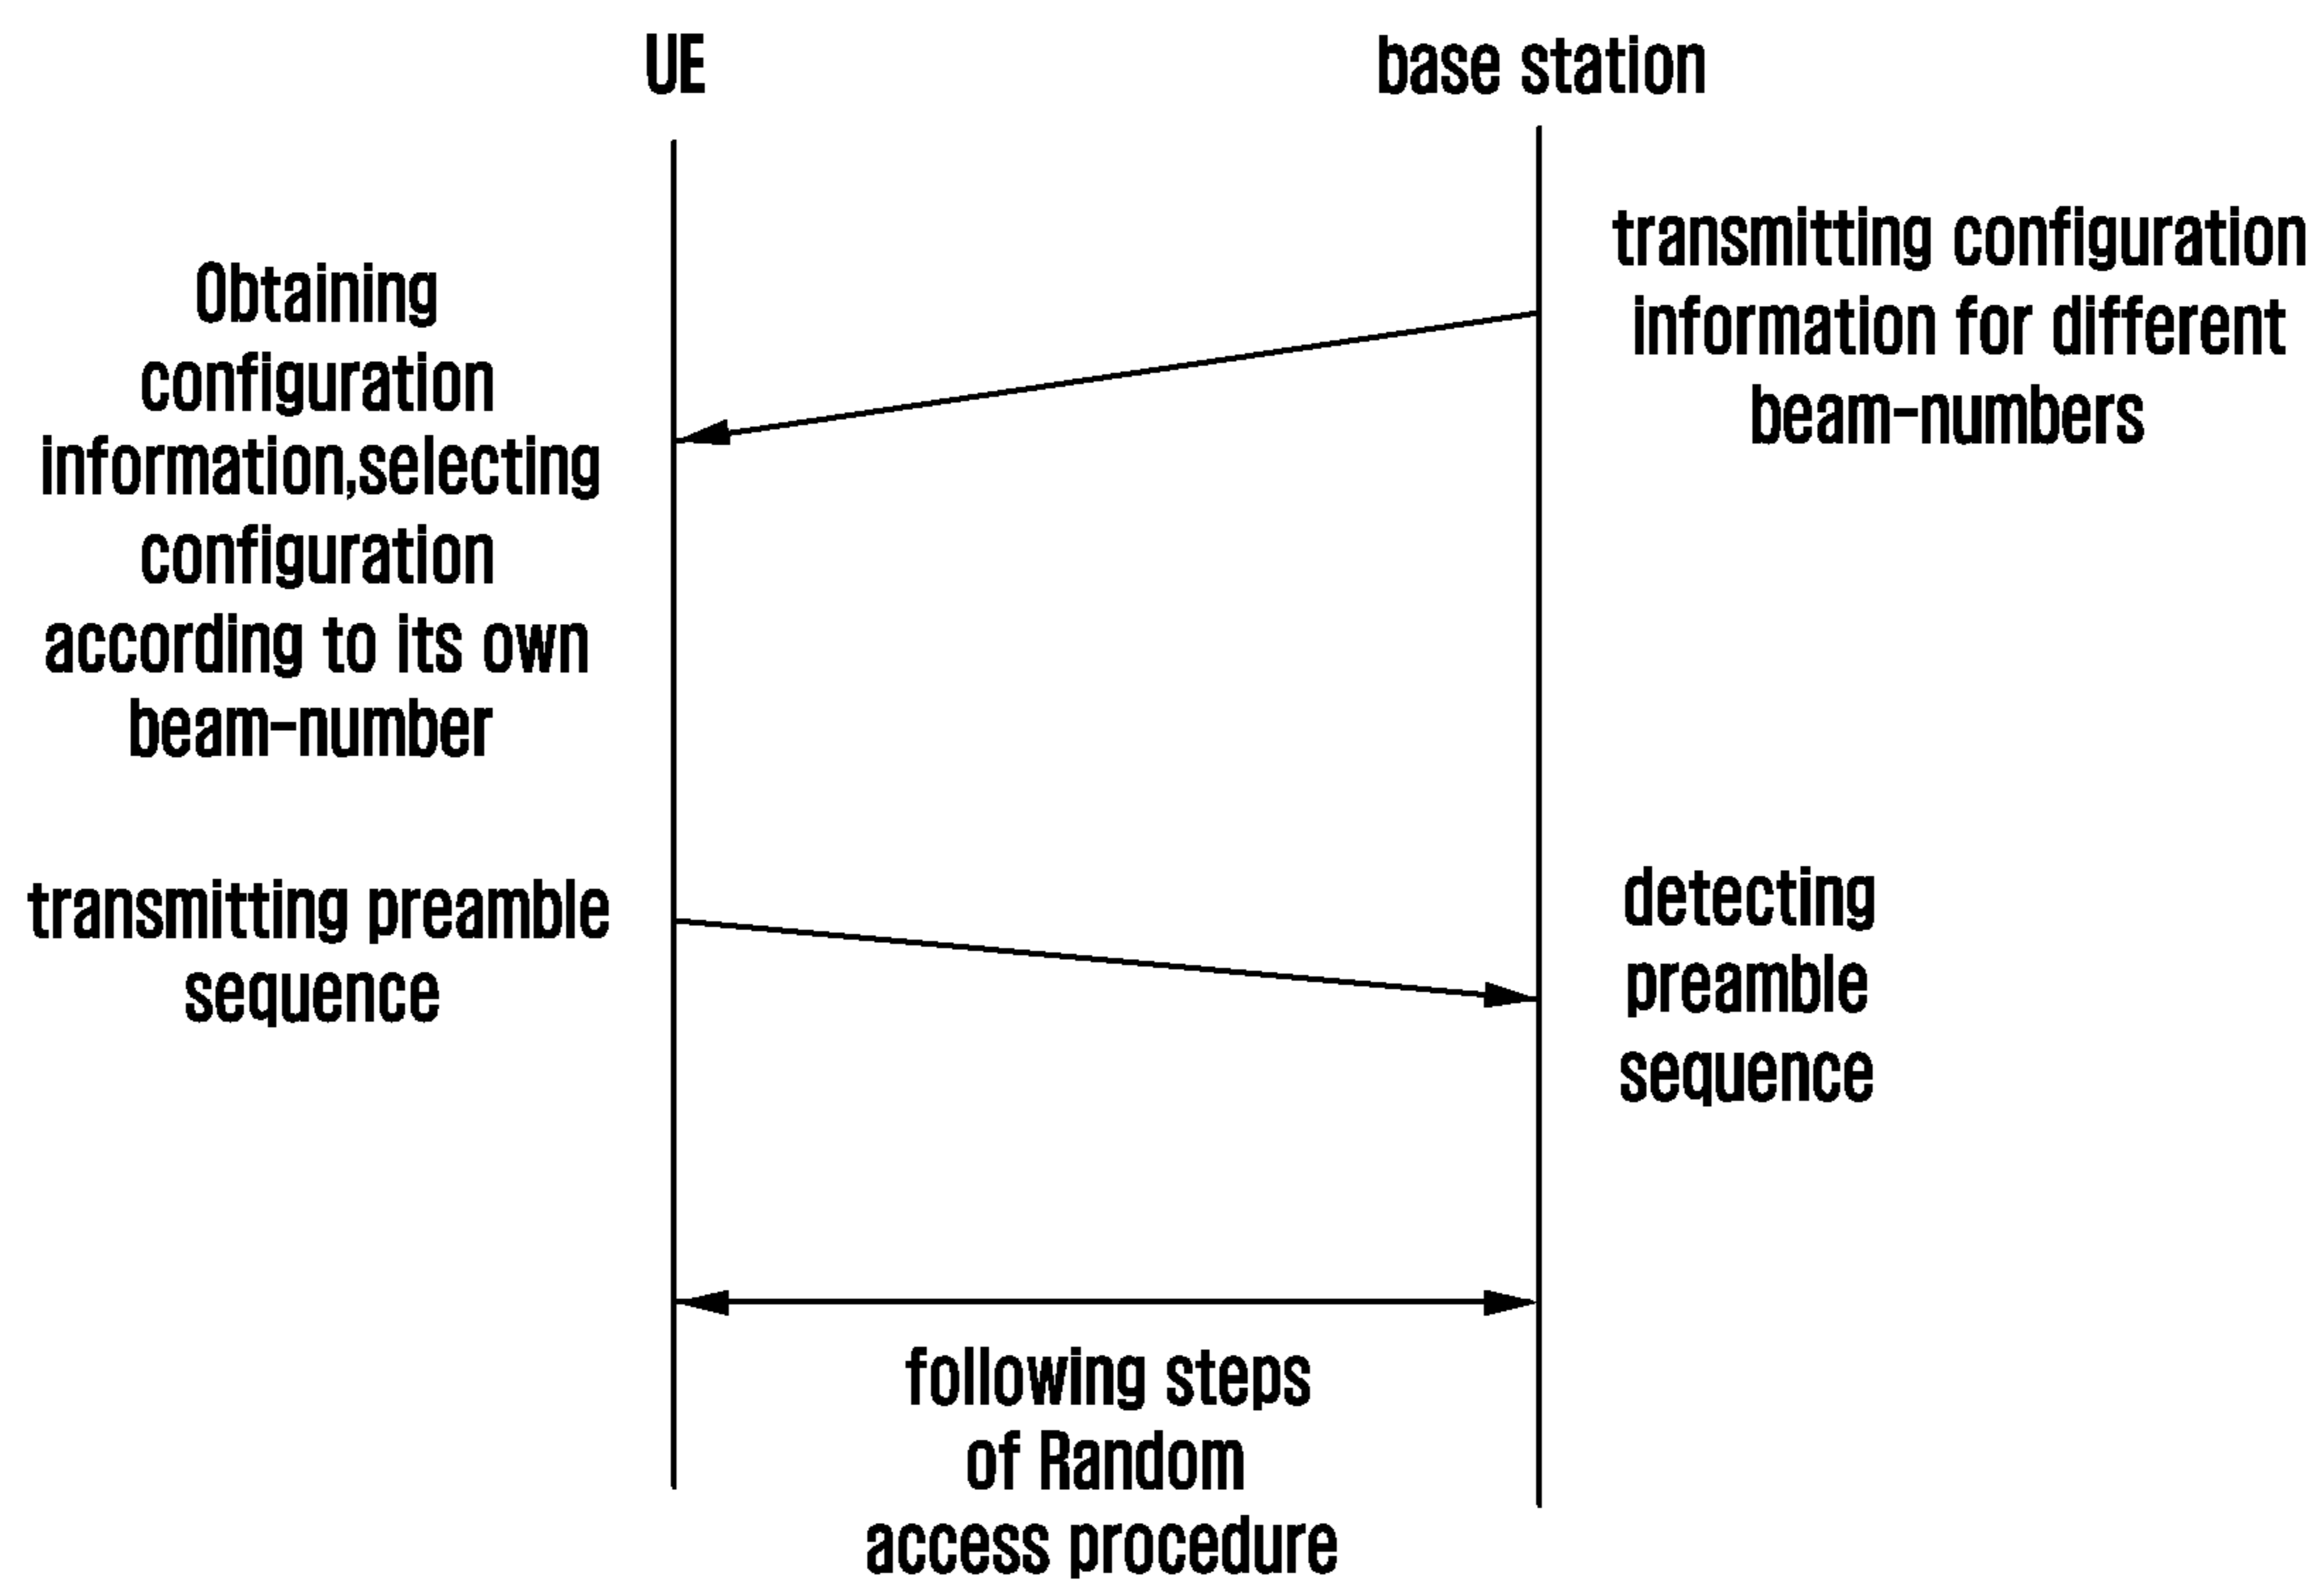 UE
base station
transmitting configuration
information for different
beam-numbers
Obtaining
configuration
information,selecting
configuration
according to its own
beam-number
transmitting preamble
sequence
detecting
preamble
sequence
following steps
of Random
access procedure